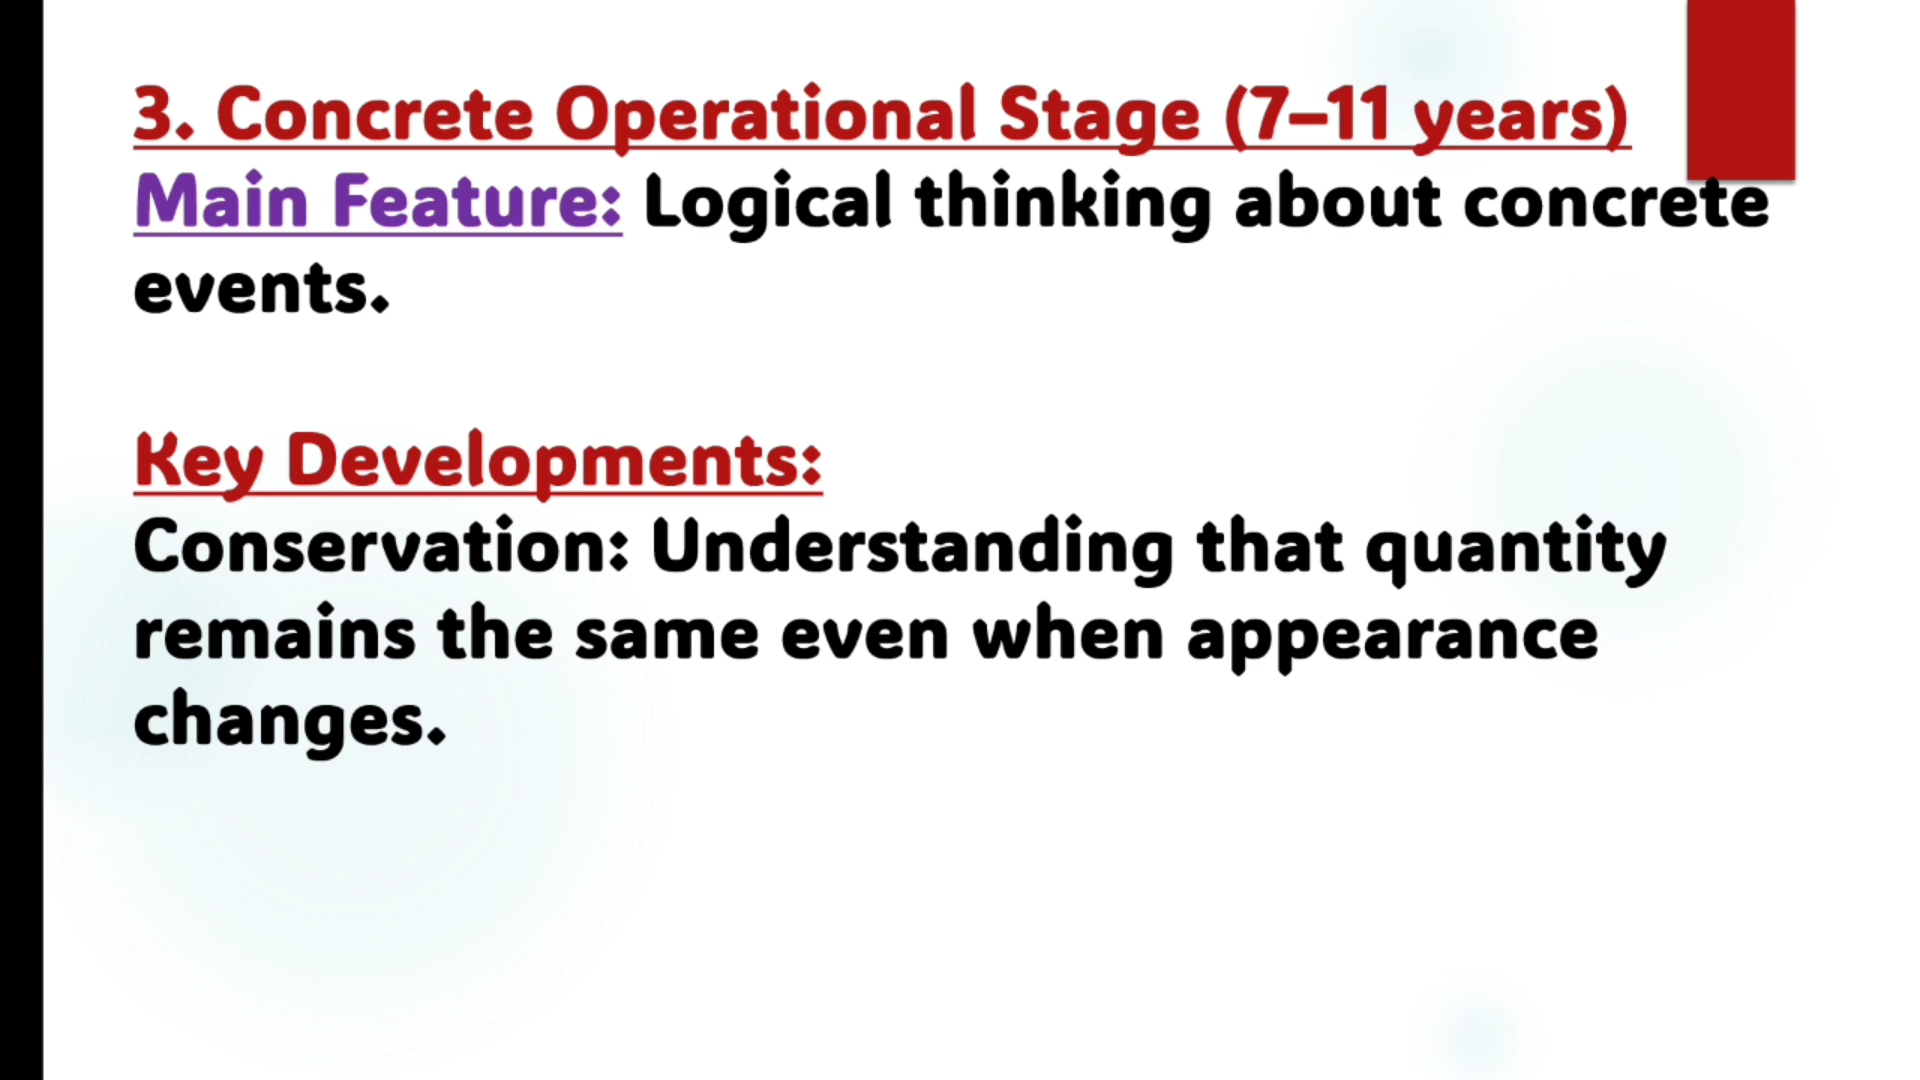 3. Concrete Operational Stage (7–11 years)
Main Feature: Logical thinking about concrete
events.
Key Developments:
Conservation: Understanding that quantity
remains the same even when appearance
changes.